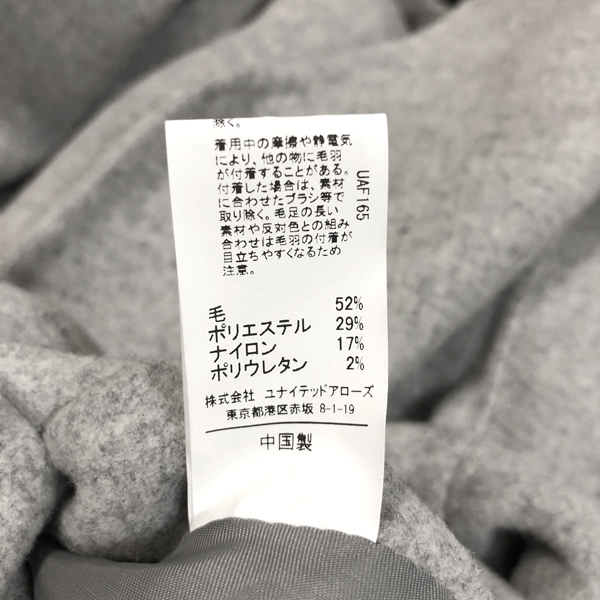 除く。
着用中の摩擦や静電気
により、他の物に毛羽
が付着することがある。
付着した場合は、素材
に合わせたブラシ等で
取り除く。毛足の長い
素材や反対色との組み
合わせは毛羽の付着が
目立ちやすくなるため
注意。
UAF165
毛 52%
ポリエステル 29%
ナイロン 17%
ポリウレタン 2%
株式会社 ユナイテッドアローズ
東京都港区赤坂 8-1-19
中国製